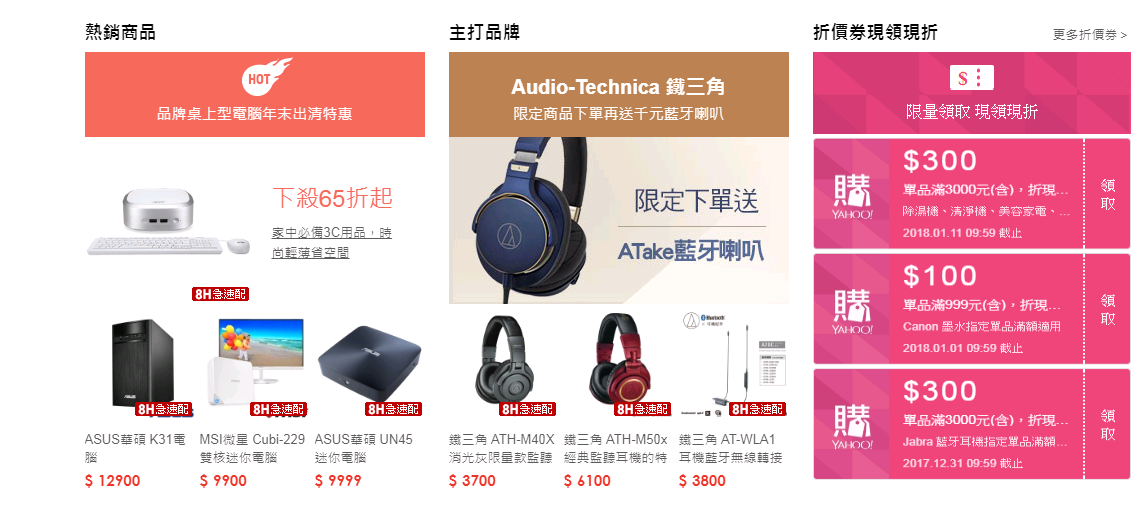 熱銷商品
HOT
品牌桌上型電腦年末出清特惠
下殺65折起
家中必備3C用品，時
尚輕薄省空間
8H急速配
8H急速配
8H急速配
8H急速配
ASUS
ASUS華碩 K31電
腦
$ 12900
MSI微星 Cubi-229
雙核迷你電腦
$ 9900
ASUS華碩 UN45
迷你電腦
$ 9999
主打品牌
Audio-Technica 鐵三角
限定商品下單再送千元藍牙喇叭
限定下單送
ATake藍牙喇叭
Bluetooth
8H急速配
8H急速配
8H急速配
鐵三角 ATH-M40X
消光灰限量款監聽
$ 3700
鐵三角 ATH-M50x
經典監聽耳機的特
$ 6100
鐵三角 AT-WLA1
耳機藍牙無線轉接
$ 3800
折價券現領現折
更多折價券 >
$
限量領取 現領現折
購
YAHOO!
$300
單品滿3000元(含)，折現...
除濕機、清淨機、美容家電、...
2018.01.11 09:59 截止
領
取
購
YAHOO!
$100
單品滿999元(含)，折現...
Canon 墨水指定單品滿額適用
2018.01.01 09:59 截止
領
取
購
YAHOO!
$300
單品滿3000元(含)，折現...
Jabra 藍牙耳機指定單品滿額...
2017.12.31 09:59 截止
領
取